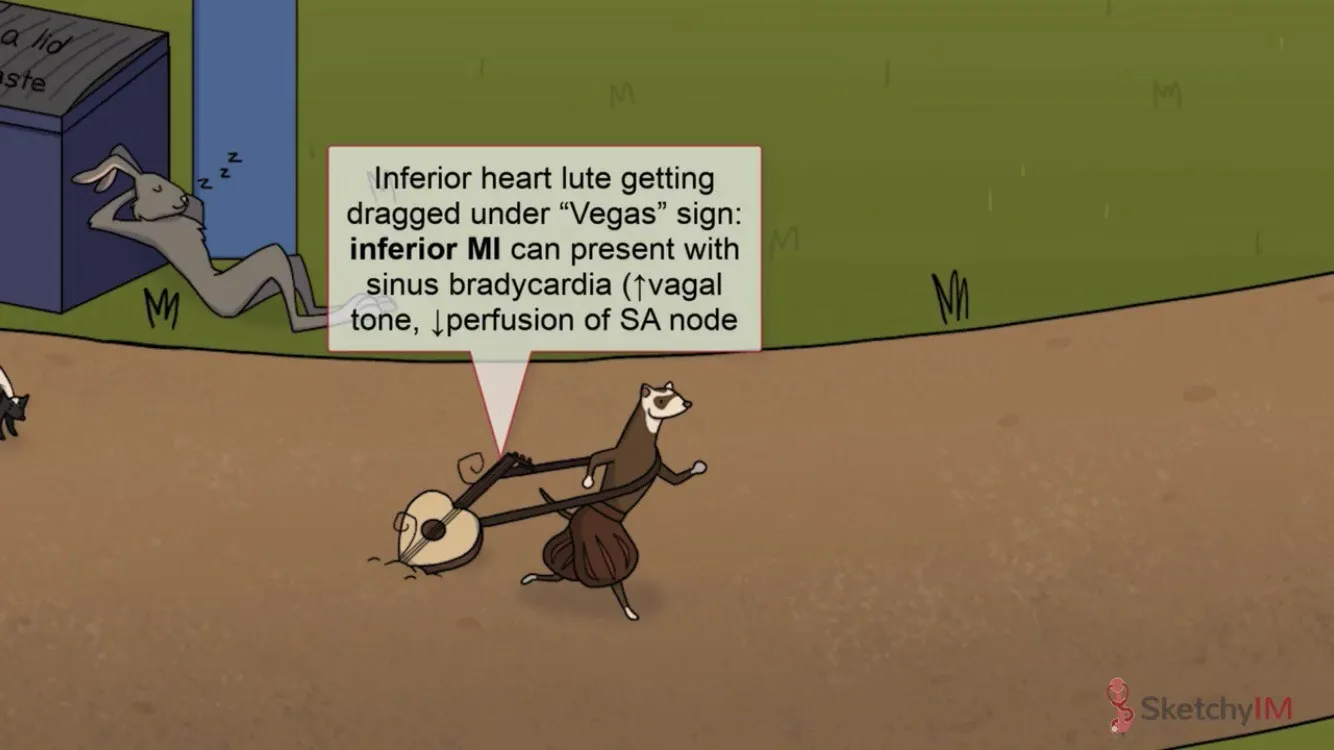 a lid
Inferior heart lute getting
dragged under “Vegas” sign:
inferior MI can present with
sinus bradycardia (↑vagal
tone, ↓perfusion of SA node
z
z
z
SketchyIM